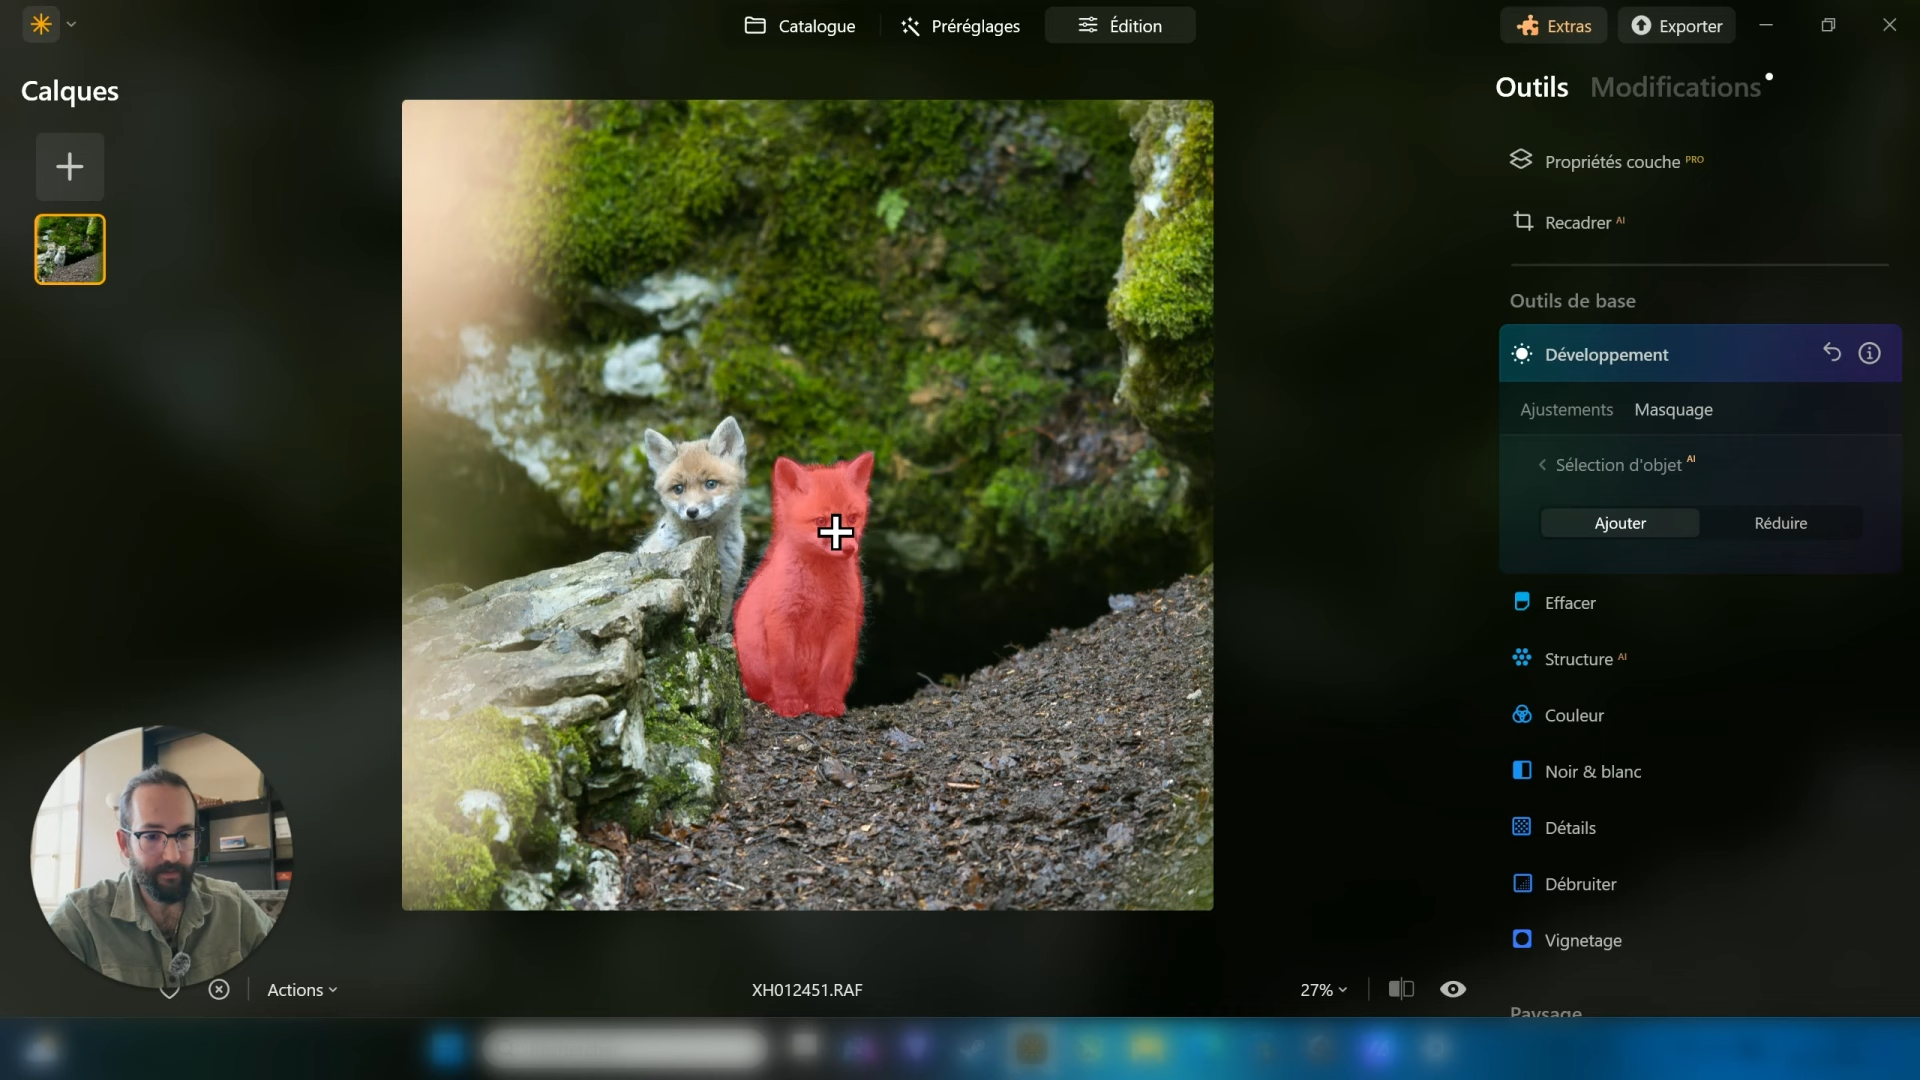 Catalogue
Préréglages
Édition
Extras
Exporter
Calques
Outils
Modifications
Propriétés couche PRO
Recadrer AI
Outils de base
Développement
Ajustements
Masquage
Sélection d'objet AI
Ajouter
Réduire
Effacer
Structure AI
Couleur
Noir & blanc
Détails
Débruiter
Vignetage
Paysage
Actions
XH012451.RAF
27%